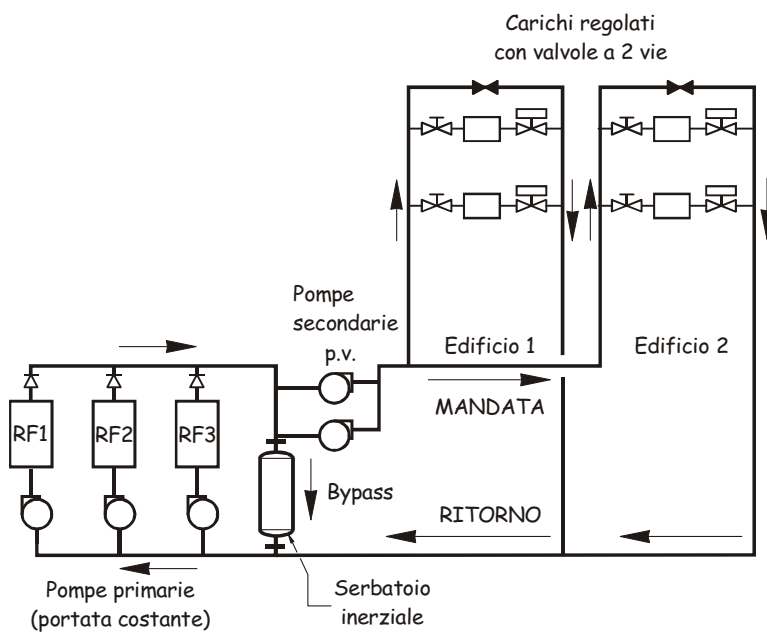 Carichi regolati
con valvole a 2 vie
Pompe
secondarie
p.v.
Edificio 1
Edificio 2
MANDATA
RF1
RF2
RF3
Bypass
RITORNO
Pompe primarie
(portata costante)
Serbatoio
inerziale